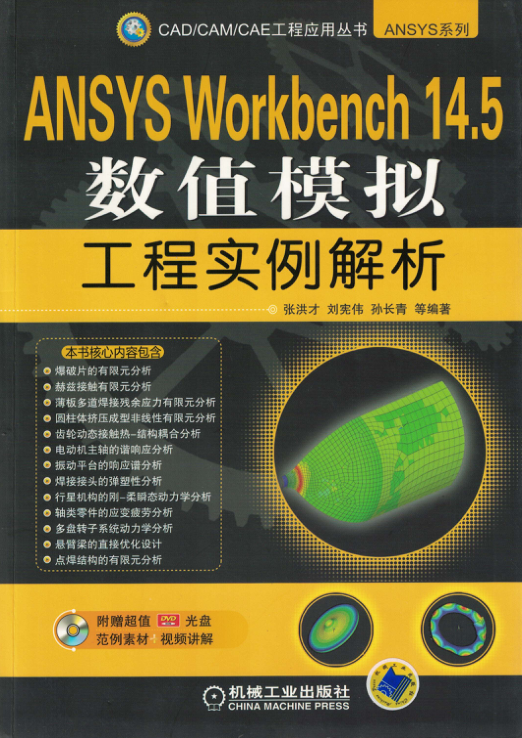 CAD/CAM/CAE工程应用丛书 ANSYS系列
ANSYS Workbench 14.5
数值模拟
工程实例解析
张洪才 刘宪伟 孙长青 等编著
本书核心内容包含
爆破片的有限元分析
赫兹接触有限元分析
薄板多道焊接残余应力有限元分析
圆柱体挤压成型非线性有限元分析
齿轮动态接触热-结构耦合分析
电动机主轴的谐响应分析
振动平台的响应谱分析
焊接接头的弹塑性分析
行星机构的刚-柔瞬态动力学分析
轴类零件的应变疲劳分析
多盘转子系统动力学分析
悬臂梁的直接优化设计
点焊结构的有限元分析
附赠超值 DVD 光盘
范例素材 视频讲解
机械工业出版社
CHINA MACHINE PRESS